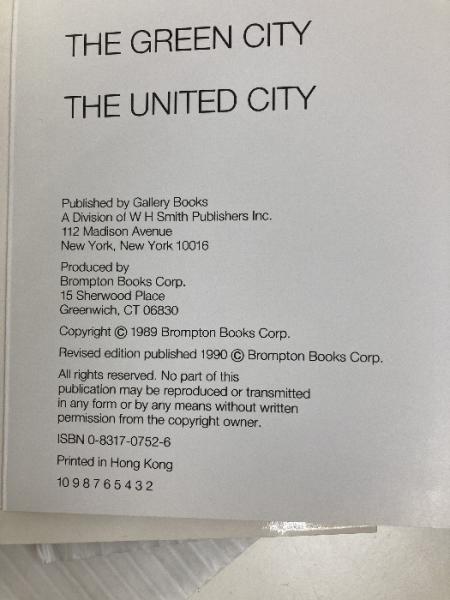 THE GREEN CITY
THE UNITED CITY
Published by Gallery Books
A Division of W H Smith Publishers Inc.
112 Madison Avenue
New York, New York 10016
Produced by
Brompton Books Corp.
15 Sherwood Place
Greenwich, CT 06830
Copyright © 1989 Brompton Books Corp.
Revised edition published 1990 © Brompton Books Corp.
All rights reserved. No part of this
publication may be reproduced or transmitted
in any form or by any means without written
permission from the copyright owner.
ISBN 0-8317-0752-6
Printed in Hong Kong
10 9 8 7 6 5 4 3 2